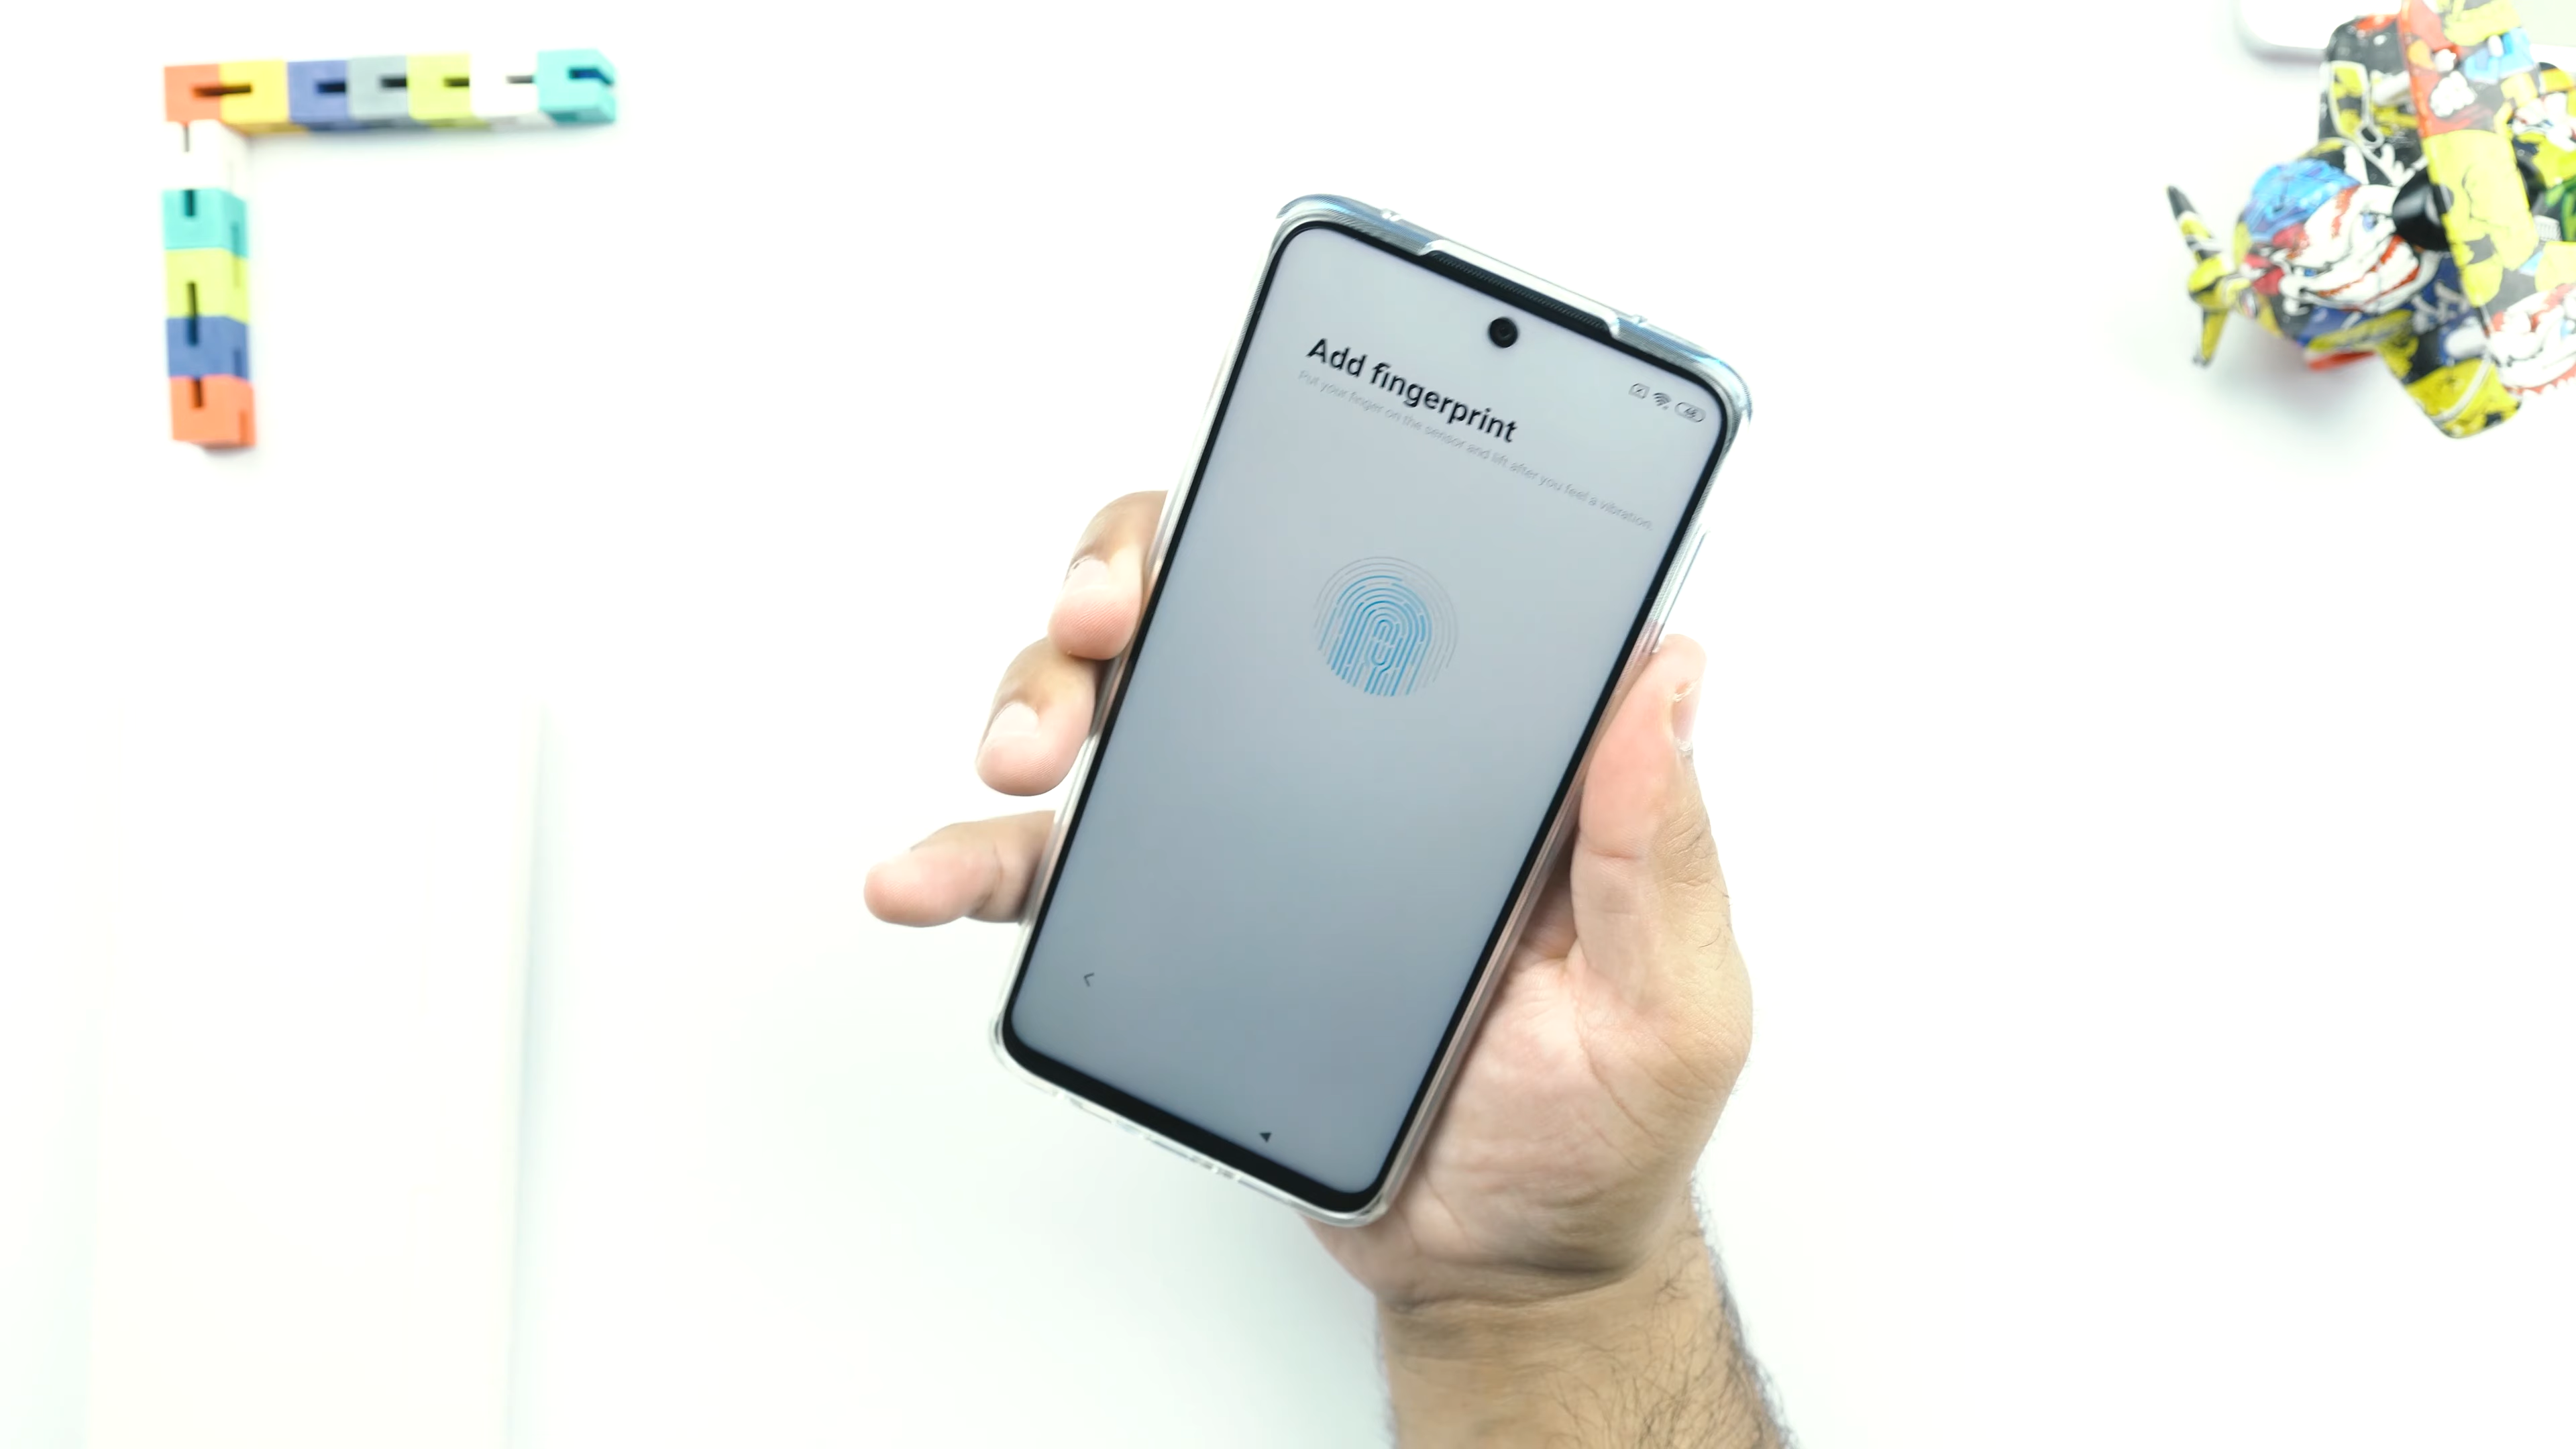 Add fingerprint
Put your finger on the sensor and lift after you feel a vibration.